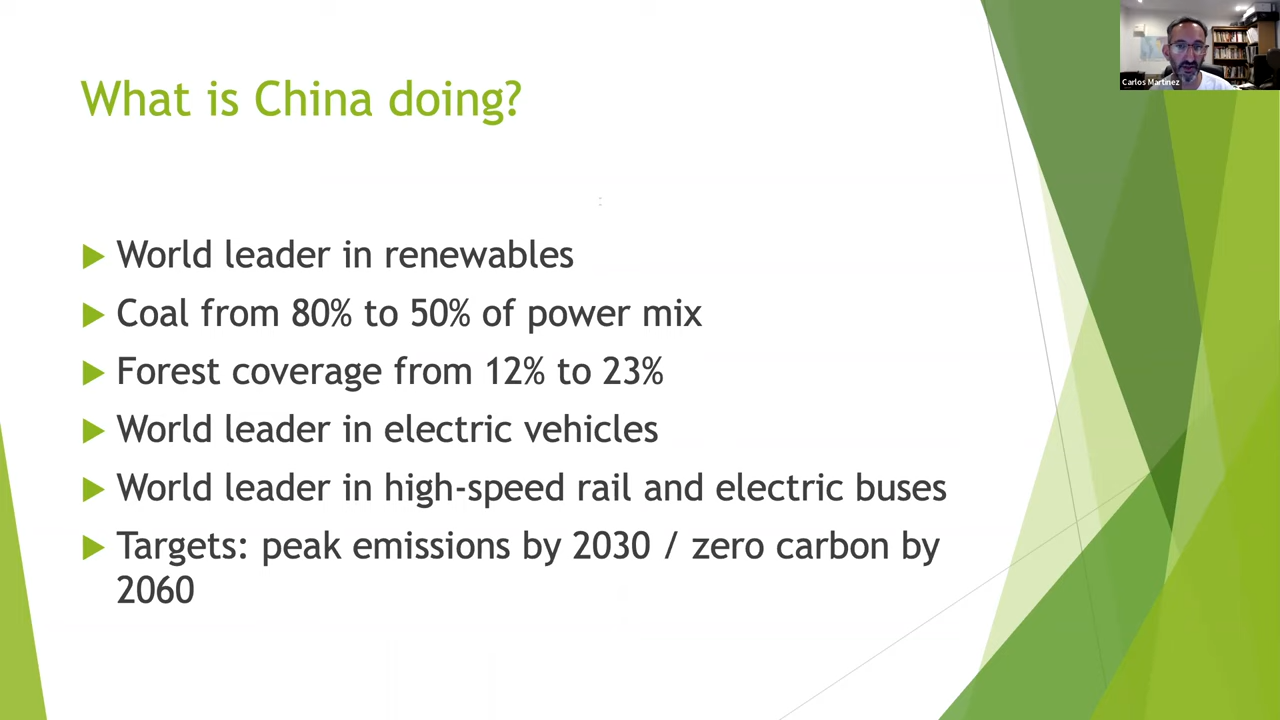 What is China doing?
Carlos Martinez
World leader in renewables
Coal from 80% to 50% of power mix
Forest coverage from 12% to 23%
World leader in electric vehicles
World leader in high-speed rail and electric buses
Targets: peak emissions by 2030 / zero carbon by
2060